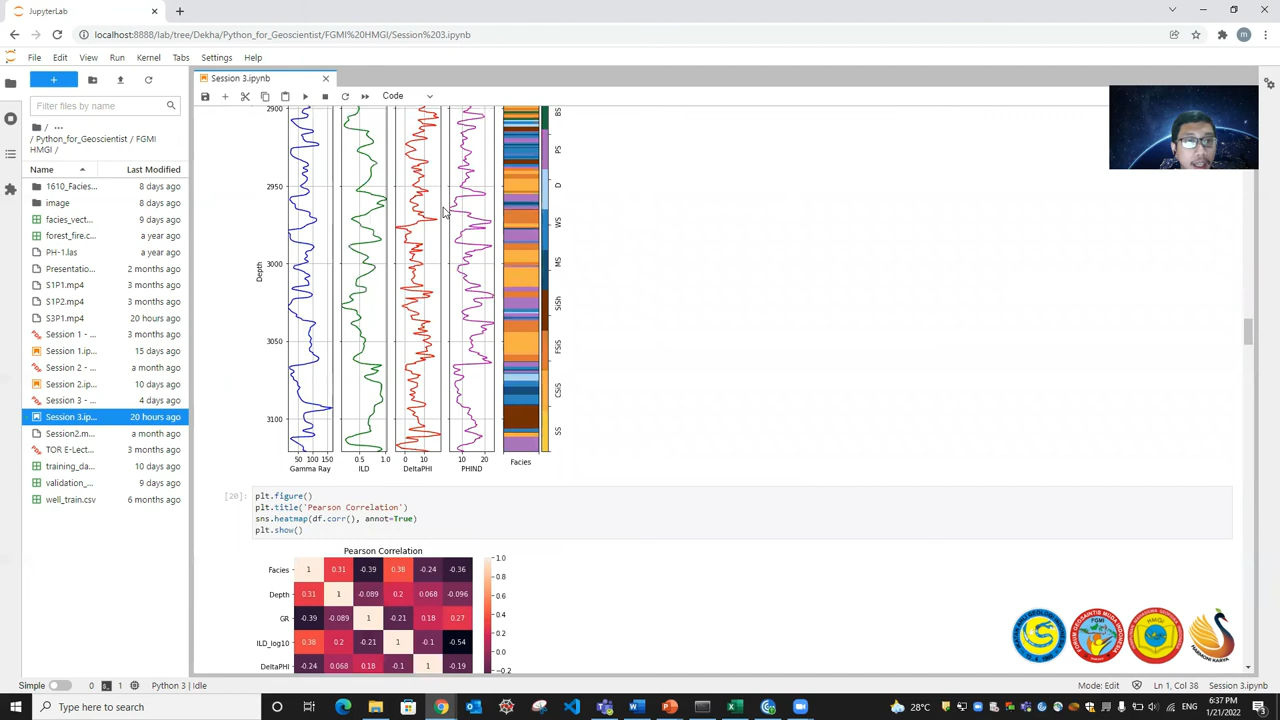 JupyterLab
localhost:8888/lab/tree/Dekha/Python_for_Geoscientist/FGMI%20HMGI/Session%203.ipynb
m
File Edit View Run Kernel Tabs Settings Help
Session 3.ipynb
Code
Filter files by name
/ ...
/ Python_for_Geoscientist / FGMI
HMGI /
Name Last Modified
1610_Facies... 8 days ago
image 8 days ago
facies_vect... 9 days ago
forest_fire.c... a year ago
PH-1.las a year ago
Presentatio... 2 months ago
S1P1.mp4 3 months ago
S1P2.mp4 3 months ago
S3P1.mp4 20 hours ago
Session 1 - ... 3 months ago
Session 1.ip... 15 days ago
Session 2 - ... a month ago
Session 2.ip... 10 days ago
Session 3 - ... 4 days ago
Session 3.ip... 20 hours ago
Session2.m... a month ago
TOR E-Lect... 3 months ago
training_da... 10 days ago
validation_... 9 days ago
well_train.csv 6 months ago
2900
2950
3000
3050
3100
Depth
50 100 150
0.5 1.0
0 10
10 20
Gamma Ray ILD DeltaPHI PHIND Facies
BS
PS
D
WS
MS
SiSh
FSiS
CSiS
SS
[20]:
plt.figure()
plt.title('Pearson Correlation')
sns.heatmap(df.corr(), annot=True)
plt.show()
Pearson Correlation
Facies 1 0.31 -0.39 0.38 -0.24 -0.36
Depth 0.31 1 -0.089 0.2 0.068 -0.096
GR -0.39 -0.089 1 -0.21 0.18 0.27
ILD_log10 0.38 0.2 -0.21 1 -0.1 -0.54
DeltaPHI -0.24 0.068 0.18 -0.1 1 -0.19
1.0
0.8
0.6
0.4
0.2
0.0
-0.2
FGMI
HMGI
HARMONI KARYA
Simple 0 1 Python 3 | Idle Mode: Edit Ln 1, Col 38 Session 3.ipynb
Type here to search
28°C
6:37 PM
1/21/2022